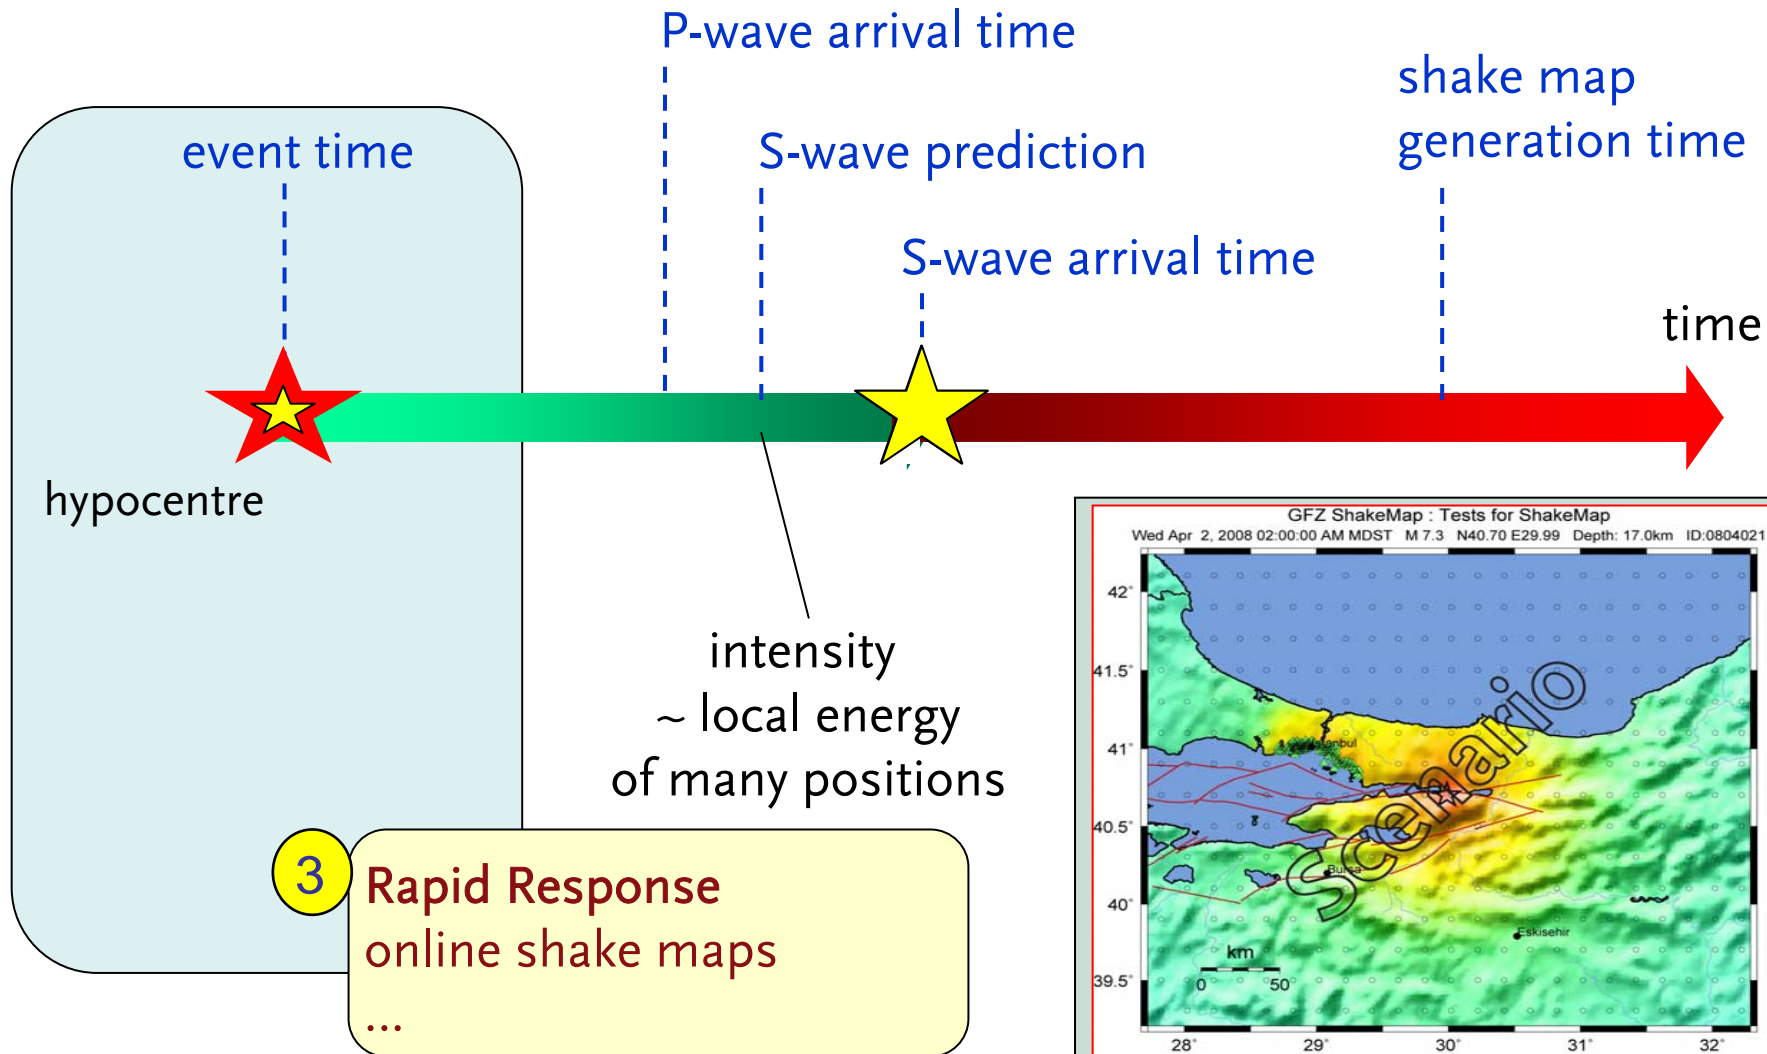 P-wave arrival time
shake map
generation time
event time
S-wave prediction
S-wave arrival time
time
hypocentre
intensity
~ local energy
of many positions
3
Rapid Response
online shake maps
...
GFZ ShakeMap : Tests for ShakeMap
Wed Apr 2, 2008 02:00:00 AM MDST M 7.3 N40.70 E29.99 Depth: 17.0km ID:0804021
42˚
41.5˚
41˚
40.5˚
40˚
39.5˚
Istanbul
Bursa
Eskisehir
Scenario
km
0 50
28˚ 29˚ 30˚ 31˚ 32˚